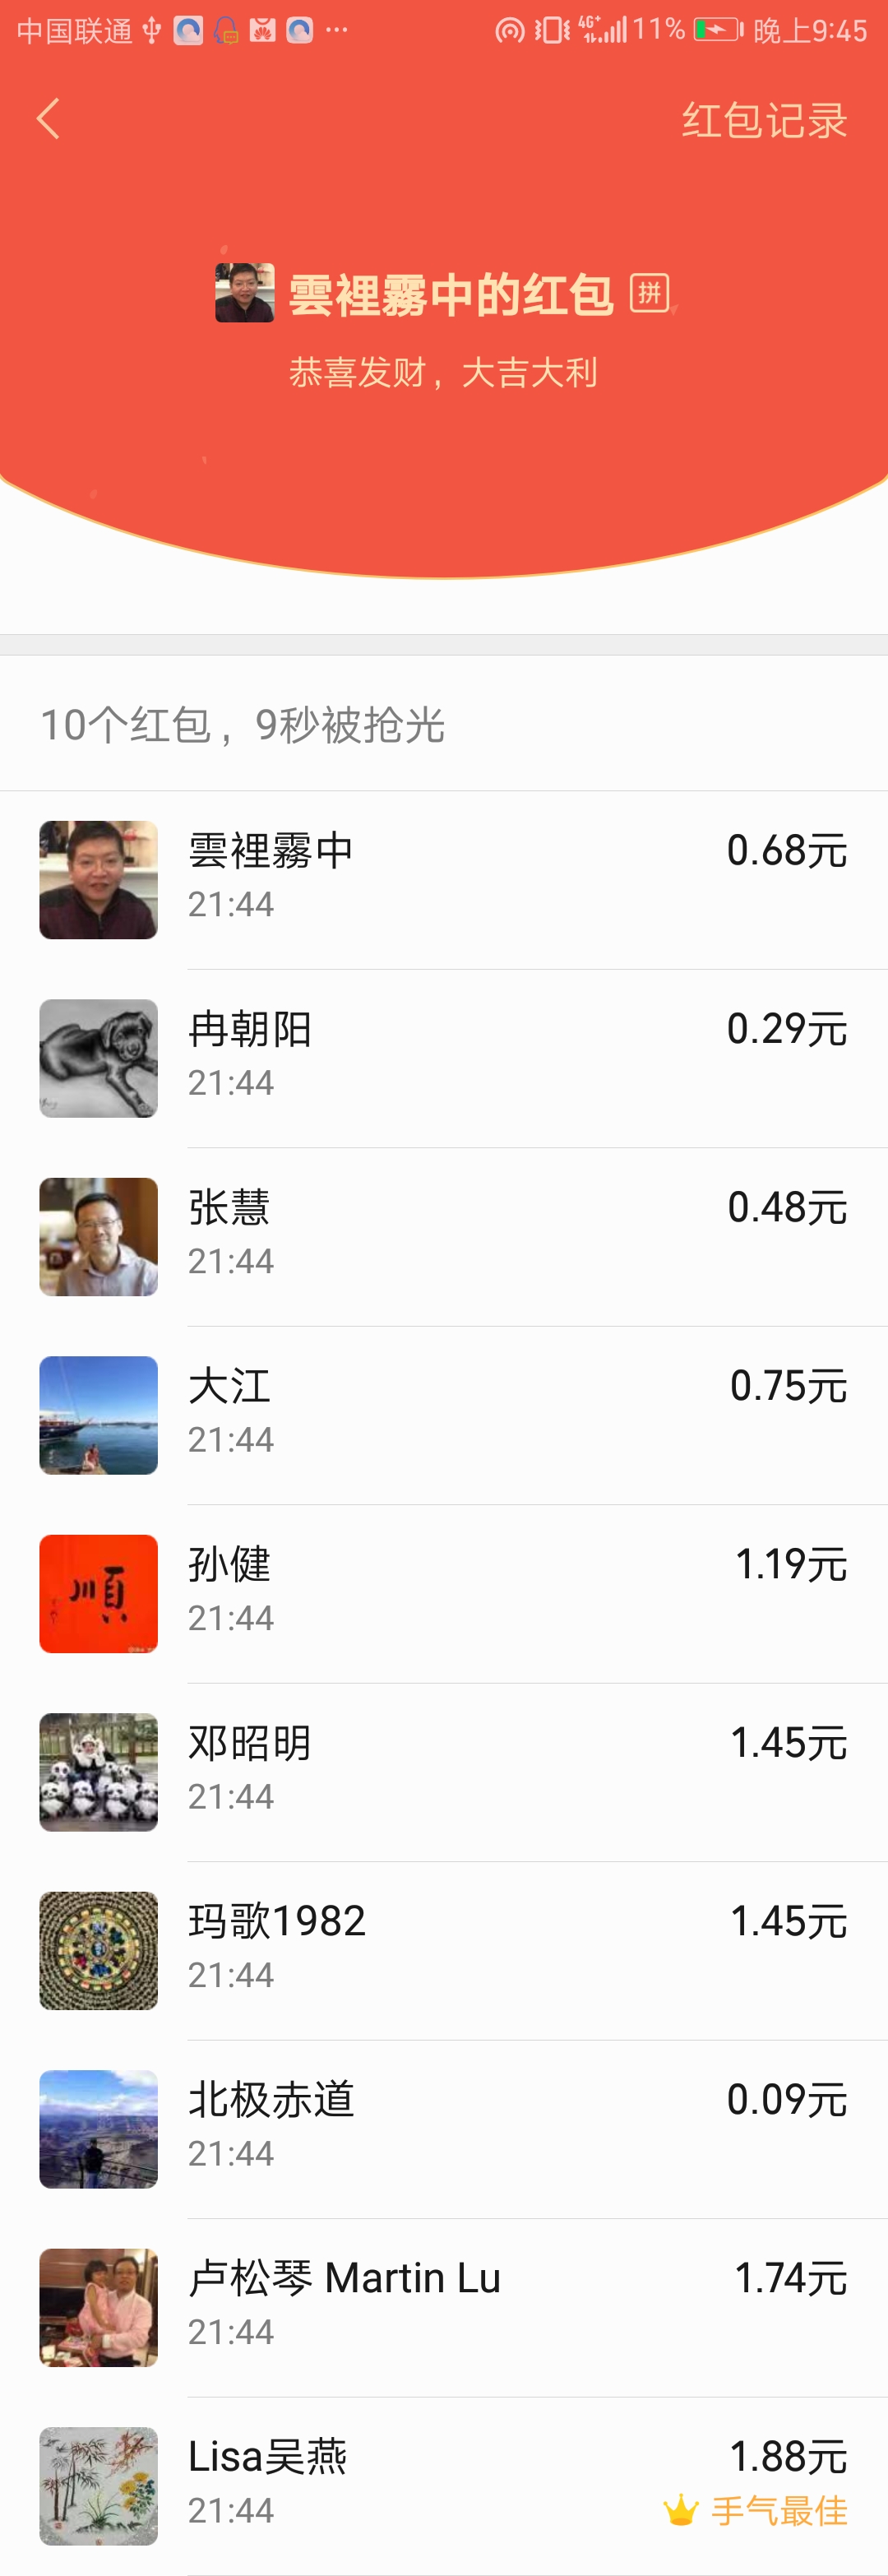 中国联通 ··· 4G+ 11% 晚上9:45
红包记录
雲裡霧中的红包 拼
恭喜发财，大吉大利
10个红包，9秒被抢光
雲裡霧中 0.68元
21:44
冉朝阳 0.29元
21:44
张慧 0.48元
21:44
大江 0.75元
21:44
順
孙健 1.19元
21:44
邓昭明 1.45元
21:44
玛歌1982 1.45元
21:44
北极赤道 0.09元
21:44
卢松琴 Martin Lu 1.74元
21:44
Lisa吴燕 1.88元
21:44 手气最佳